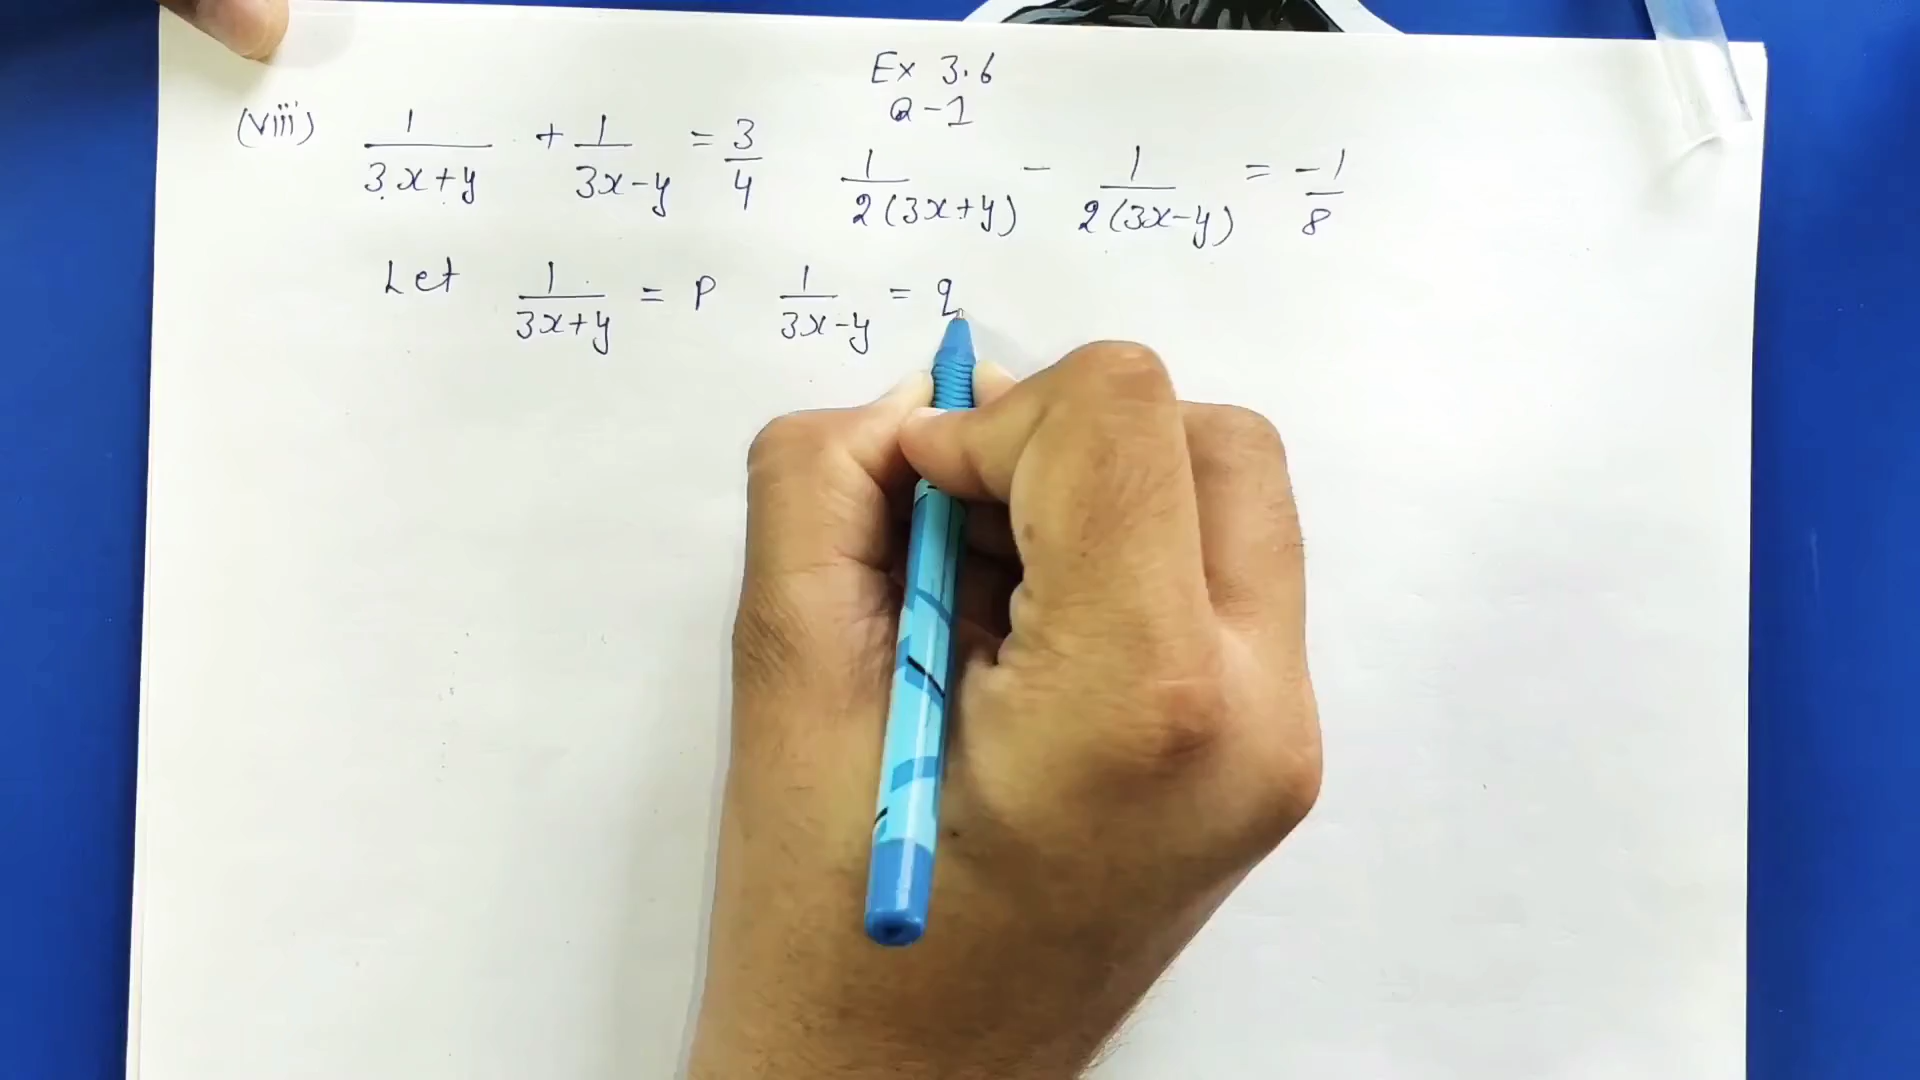 Ex 3.6
Q-1
(viii) 1/(3x+y) + 1/(3x-y) = 3/4   1/(2(3x+y)) - 1/(2(3x-y)) = -1/8
Let 1/(3x+y) = p   1/(3x-y) = q